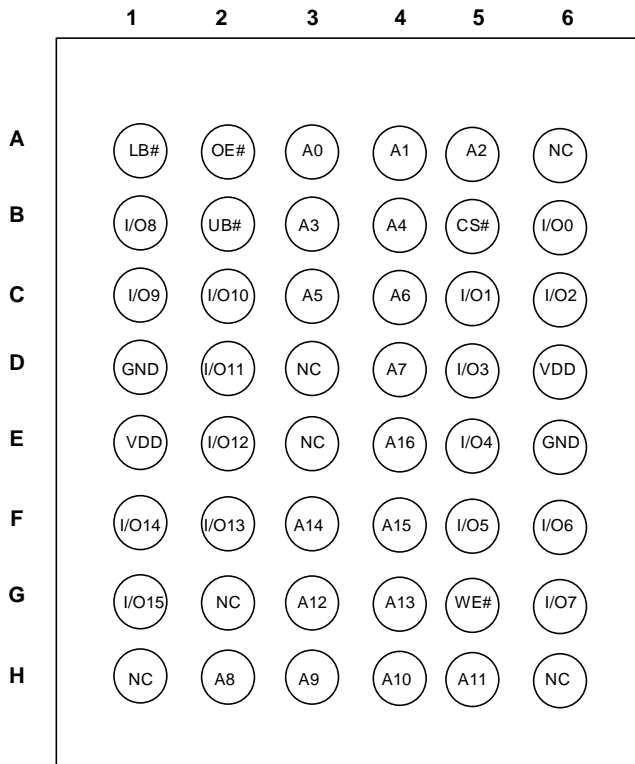 1 2 3 4 5 6
A LB# OE# A0 A1 A2 NC
B I/O8 UB# A3 A4 CS# I/O0
C I/O9 I/O10 A5 A6 I/O1 I/O2
D GND I/O11 NC A7 I/O3 VDD
E VDD I/O12 NC A16 I/O4 GND
F I/O14 I/O13 A14 A15 I/O5 I/O6
G I/O15 NC A12 A13 WE# I/O7
H NC A8 A9 A10 A11 NC